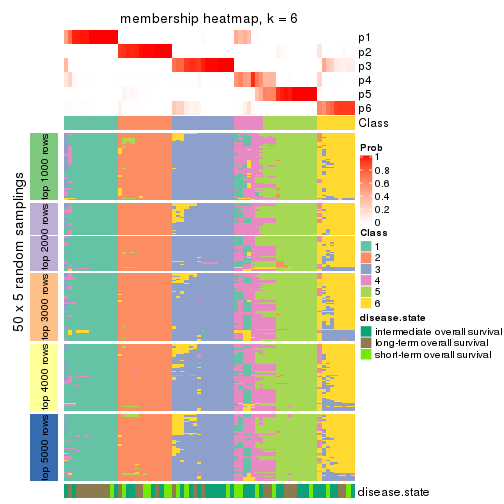 membership heatmap, k = 6
p1
p2
p3
p4
p5
p6
Class
50 x 5 random samplings
top 1000 rows
top 2000 rows
top 3000 rows
top 4000 rows
top 5000 rows
Prob
1
0.8
0.6
0.4
0.2
0
Class
1
2
3
4
5
6
disease.state
intermediate overall survival
long-term overall survival
short-term overall survival
disease.state